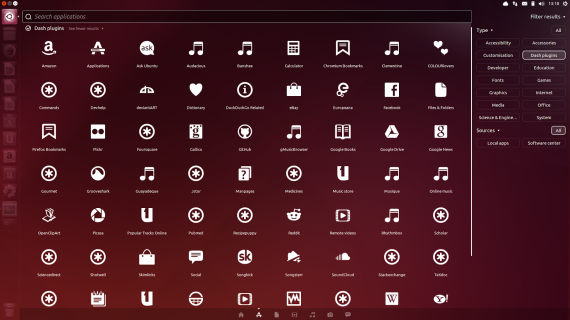 13:18
Search applications
Filter results
Dash plugins See fewer results
Type All
Amazon Applications Ask Ubuntu Audacious Banshee Calculator Chromium Bookmarks Clementine COLOURlovers
Accessibility Accessories
Customisation Dash plugins
Developer Education
Fonts Games
Graphics Internet
Media Office
Science & Engine... System
Sources All
Local apps Software center
Commands Devhelp deviantART Dictionary DuckDuckGo Related eBay Europeana Facebook Files & Folders
Firefox Bookmarks Flickr Foursquare Gallica GitHub gMusicBrowser Google Books Google Drive Google News
Gourmet Grooveshark Guayadeque Jstor Manpages Medicines Music store Musique Online music
OpenClipArt Picasa Popular Tracks Online Pubmed Recipepuppy Reddit Remote videos Rhythmbox Scholar
Sciencedirect Shotwell Skimlinks Social Songkick Songsterr SoundCloud Stackexchange Tatdoc